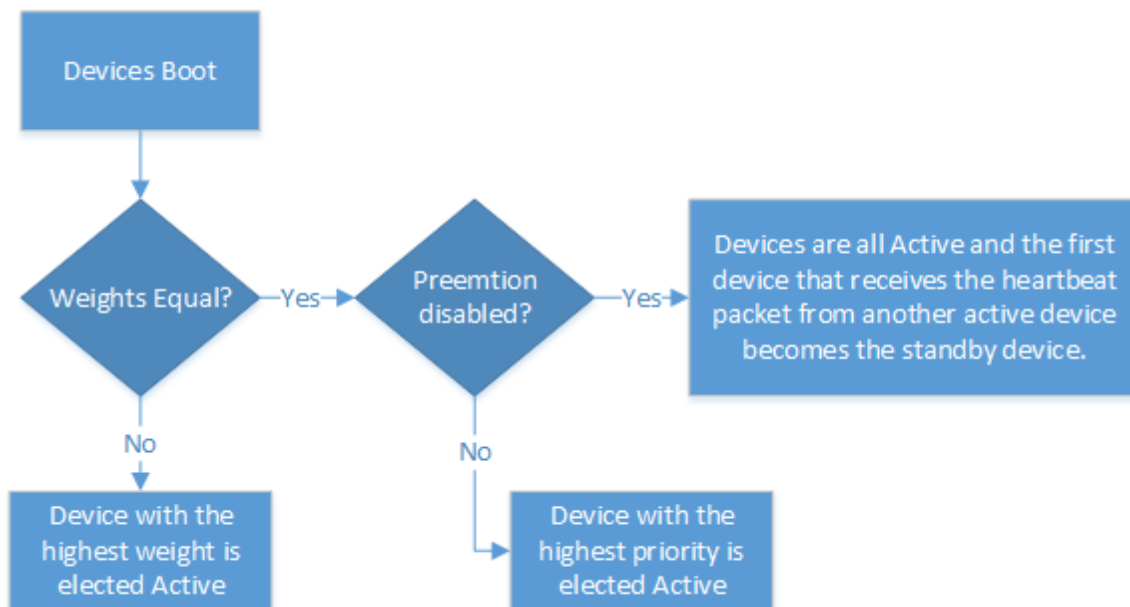 Devices Boot
Weights Equal?
Yes
Preemtion
disabled?
Yes
Devices are all Active and the first
device that receives the heartbeat
packet from another active device
becomes the standby device.
No
No
Device with the
highest weight is
elected Active
Device with the
highest priority is
elected Active